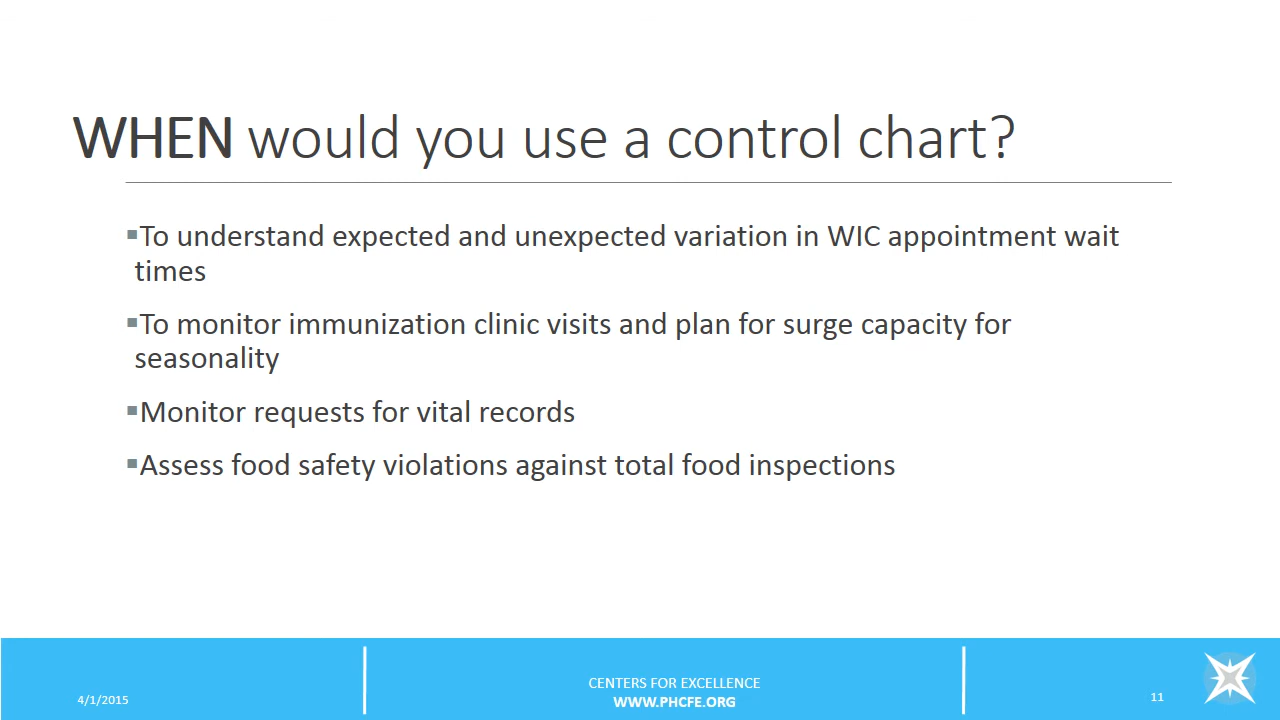 WHEN would you use a control chart?
▪To understand expected and unexpected variation in WIC appointment wait
times
▪To monitor immunization clinic visits and plan for surge capacity for
seasonality
▪Monitor requests for vital records
▪Assess food safety violations against total food inspections
4/1/2015
CENTERS FOR EXCELLENCE
WWW.PHCFE.ORG
11